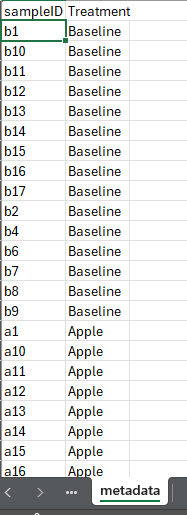 sampleID Treatment
b1 Baseline
b10 Baseline
b11 Baseline
b12 Baseline
b13 Baseline
b14 Baseline
b15 Baseline
b16 Baseline
b17 Baseline
b2 Baseline
b4 Baseline
b6 Baseline
b7 Baseline
b8 Baseline
b9 Baseline
a1 Apple
a10 Apple
a11 Apple
a12 Apple
a13 Apple
a14 Apple
a15 Apple
a16 Apple
metadata